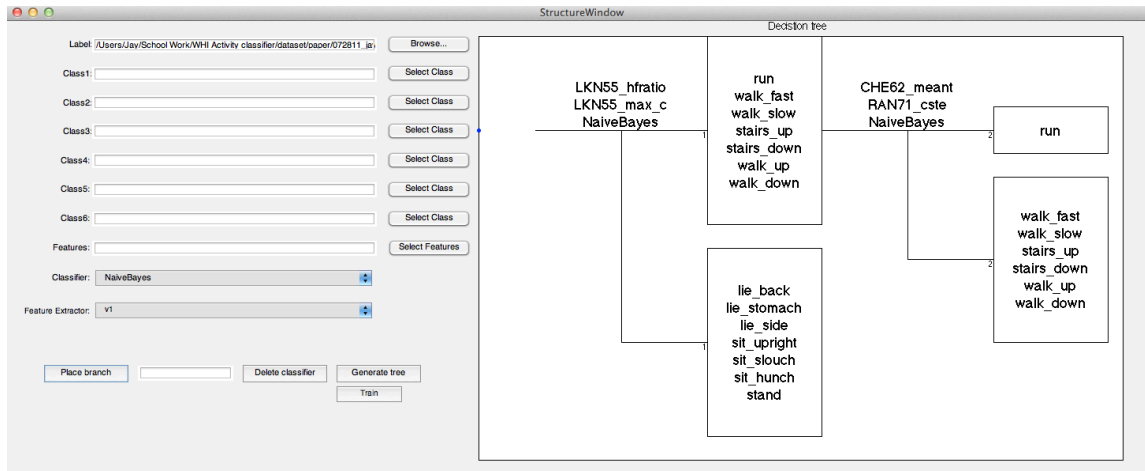 StructureWindow
Decistion tree
Label: /Users/Jay/School Work/WHI Activity classifier/dataset/paper/072811_jay
Browse...
Class1:
Select Class
Class2:
Select Class
Class3:
Select Class
Class4:
Select Class
Class5:
Select Class
Class6:
Select Class
Features:
Select Features
Classifier:
NaiveBayes
Feature Extractor:
v1
Place branch
Delete classifier
Generate tree
Train
LKN55_hfratio
LKN55_max_c
NaiveBayes
1
run
walk_fast
walk_slow
stairs_up
stairs_down
walk_up
walk_down
1
lie_back
lie_stomach
lie_side
sit_upright
sit_slouch
sit_hunch
stand
CHE62_meant
RAN71_cste
NaiveBayes
2
run
2
walk_fast
walk_slow
stairs_up
stairs_down
walk_up
walk_down